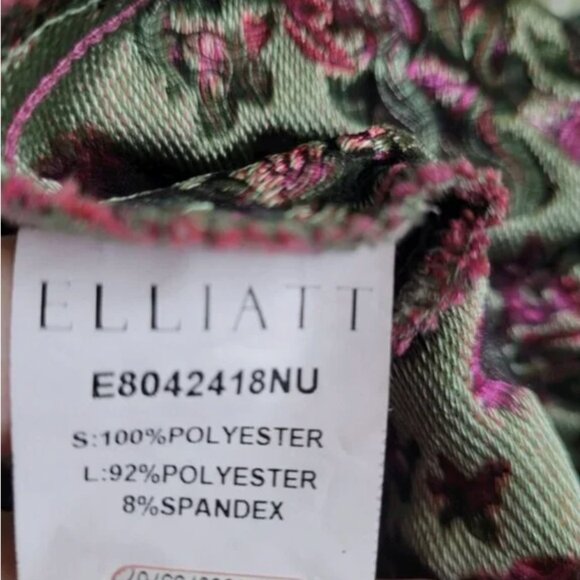 ELLIATT
E8042418NU
S:100%POLYESTER
L:92%POLYESTER
8%SPANDEX